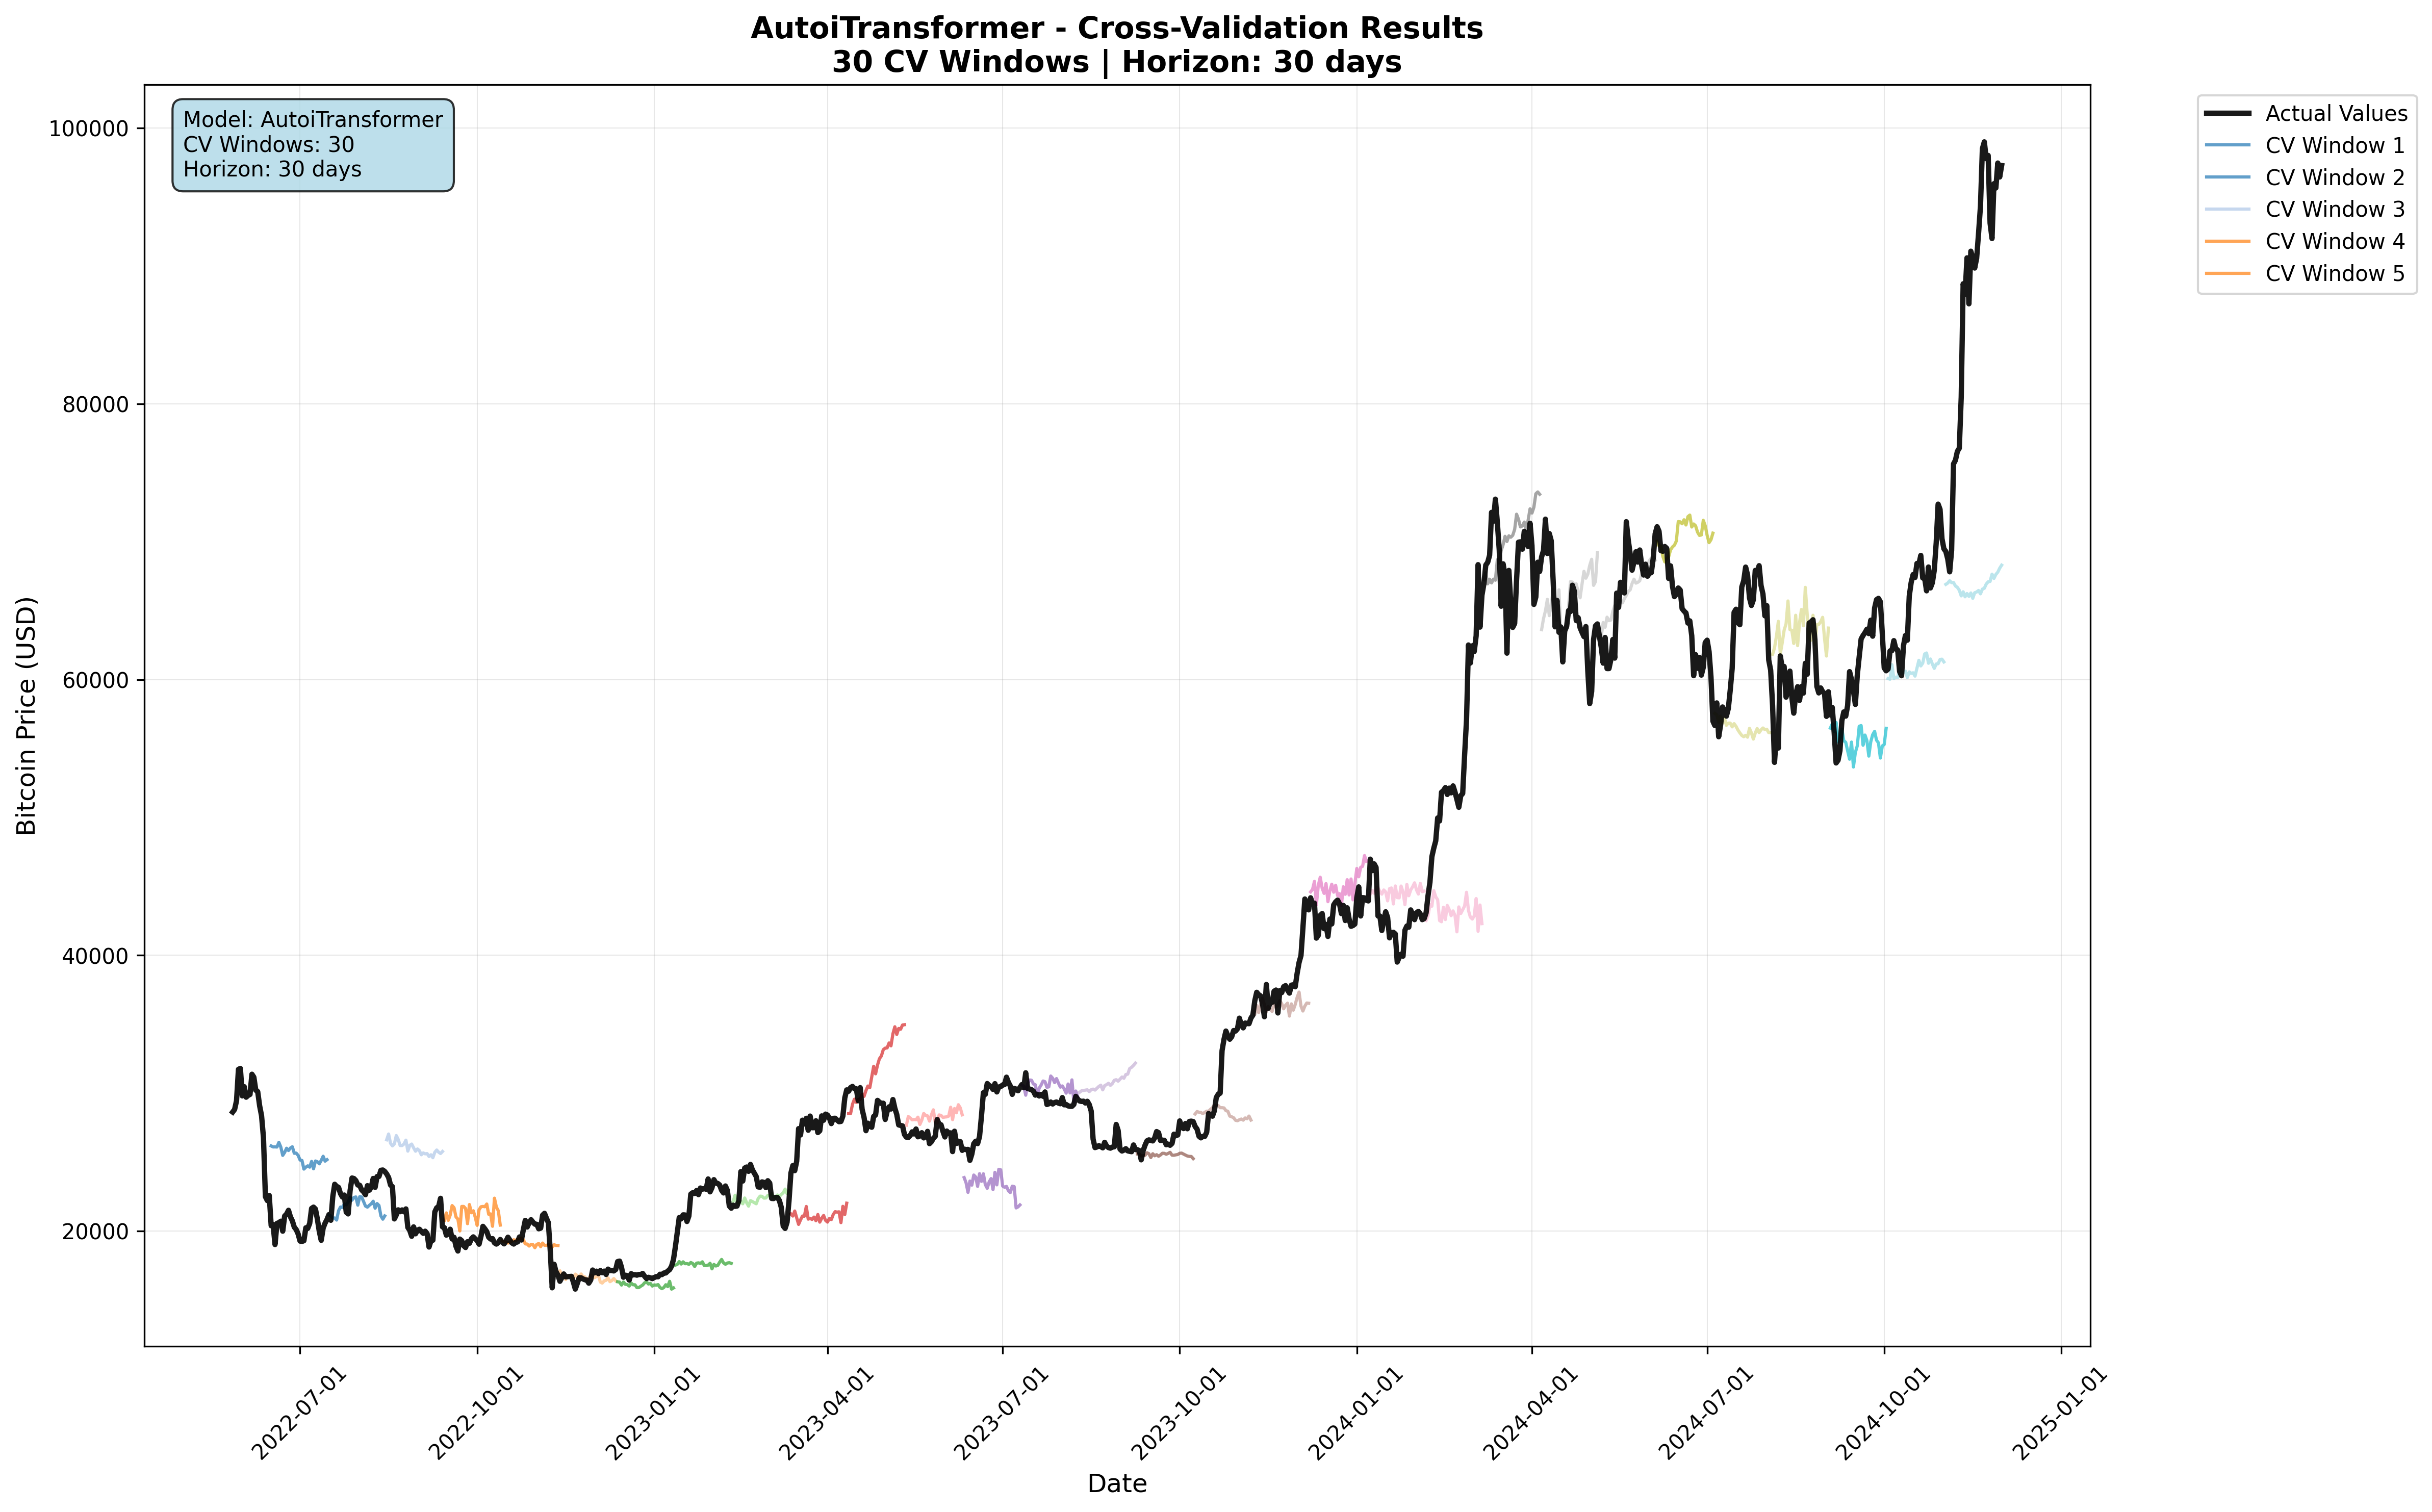 AutoiTransformer - Cross-Validation Results
30 CV Windows | Horizon: 30 days
Model: AutoiTransformer
CV Windows: 30
Horizon: 30 days
Actual Values
CV Window 1
CV Window 2
CV Window 3
CV Window 4
CV Window 5
Bitcoin Price (USD)
100000
80000
60000
40000
20000
2022-07-01
2022-10-01
2023-01-01
2023-04-01
2023-07-01
2023-10-01
2024-01-01
2024-04-01
2024-07-01
2024-10-01
2025-01-01
Date